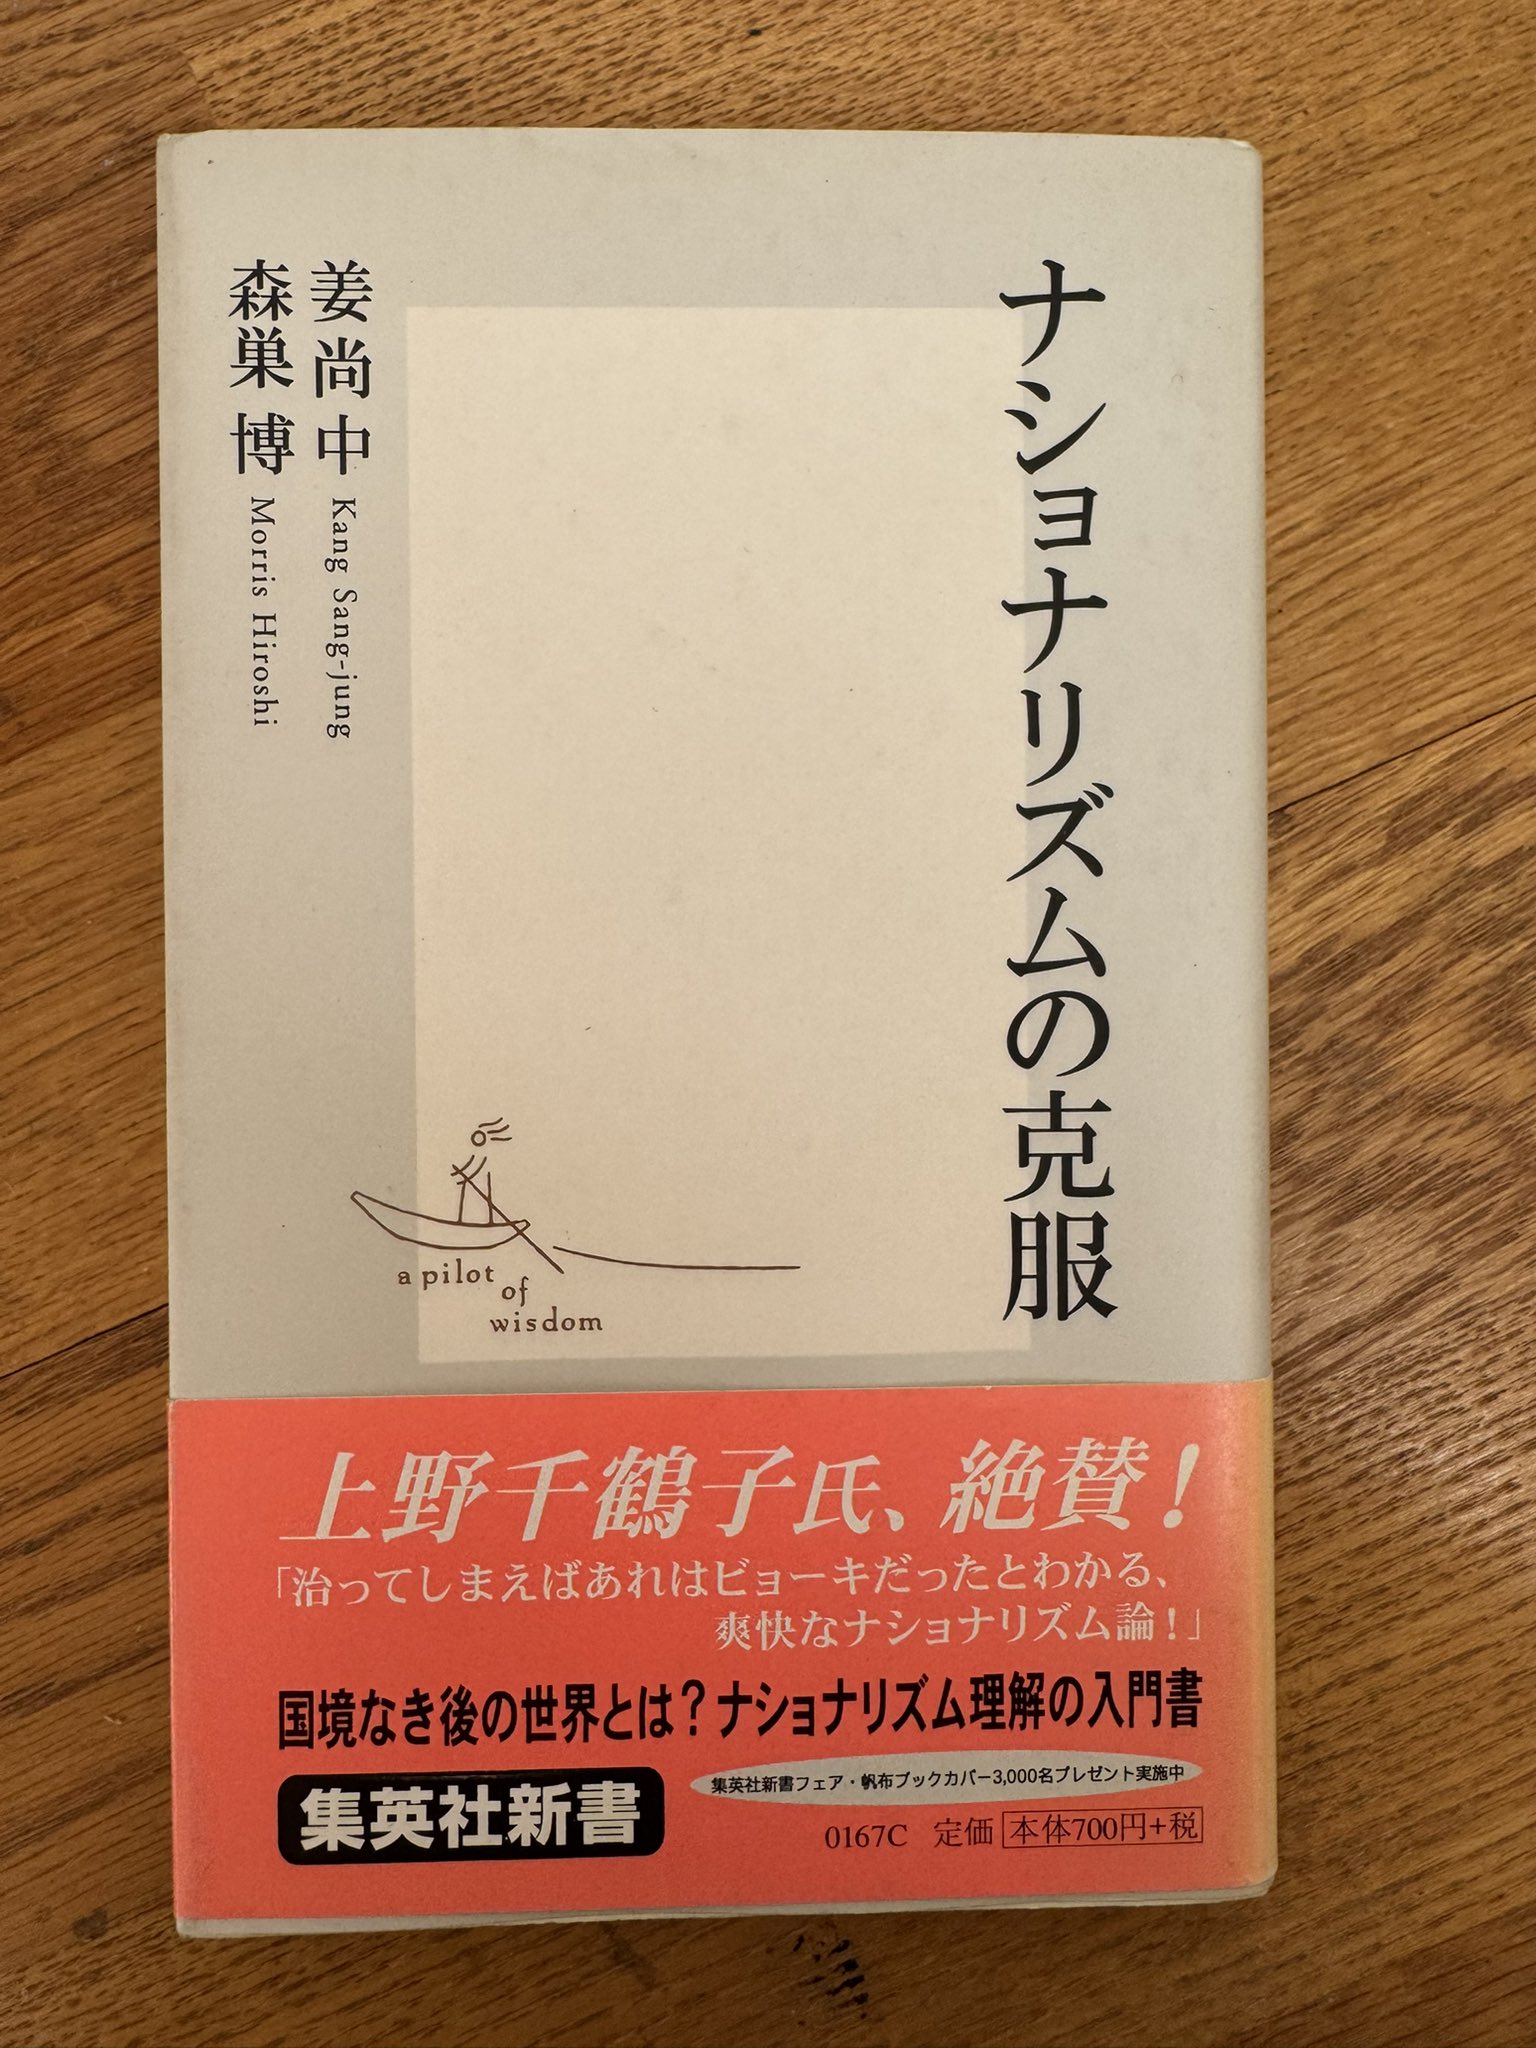 ナショナリズムの克服
姜尚中 Kang Sang-jung
森巣博 Morris Hiroshi
a pilot
of
wisdom
上野千鶴子氏、絶賛！
「治ってしまえばあれはビョーキだったとわかる、
爽快なナショナリズム論！」
国境なき後の世界とは？ナショナリズム理解の入門書
集英社新書フェア・帆布ブックカバー3,000名プレゼント実施中
集英社新書
0167C 定価 本体700円+税